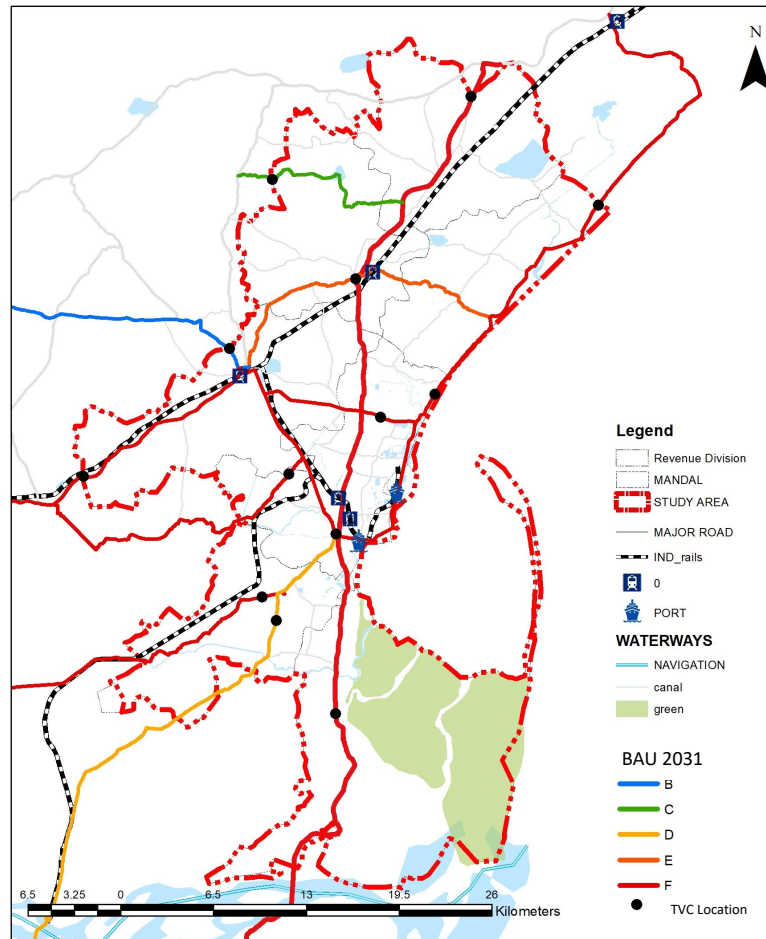 N
Legend
Revenue Division
MANDAL
STUDY AREA
MAJOR ROAD
IND_rails
0
PORT
WATERWAYS
NAVIGATION
canal
green
BAU 2031
B
C
D
E
F
TVC Location
6.5 3.25 0 6.5 13 19.5 26
Kilometers